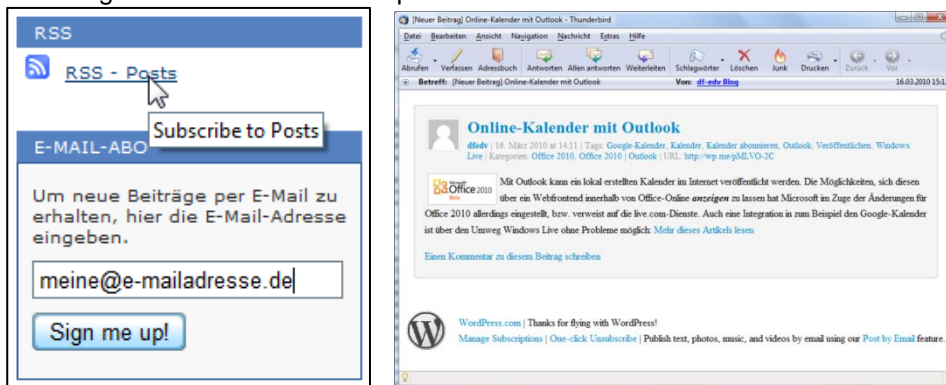 RSS
RSS - Posts
Subscribe to Posts
E-MAIL-ABO
Um neue Beiträge per E-Mail zu
erhalten, hier die E-Mail-Adresse
eingeben.
meine@e-mailadresse.de
Sign me up!
[Neuer Beitrag] Online-Kalender mit Outlook - Thunderbird
Datei Bearbeiten Ansicht Navigation Nachricht Extras Hilfe
Abrufen Verfassen Adressbuch Antworten Allen antworten Weiterleiten Schlagwörter Löschen Junk Drucken Zurück Vor
Betreff: [Neuer Beitrag] Online-Kalender mit Outlook Von: df-edv Blog 16.03.2010 15:1
Online-Kalender mit Outlook
dfedv | 16. März 2010 at 14:11 | Tags: Google-Kalender, Kalender, Kalender abonnieren, Outlook, Veröffentlichen, Windows
Live | Kategorien: Office 2010, Office 2010 | Outlook | URL: http://wp.me/pMLVO-2C
Microsoft
Office 2010
Beta
Mit Outlook kann ein lokal erstellten Kalender im Internet veröffentlicht werden. Die Möglichkeiten, sich diesen
über ein Webfrontend innerhalb von Office-Online anzeigen zu lassen hat Microsoft im Zuge der Änderungen für
Office 2010 allerdings eingestellt, bzw. verweist auf die live.com-Dienste. Auch eine Integration in zum Beispiel den Google-Kalender
ist über den Umweg Windows Live ohne Probleme möglich: Mehr dieses Artikels lesen
Einen Kommentar zu diesem Beitrag schreiben
WordPress.com | Thanks for flying with WordPress!
Manage Subscriptions | One-click Unsubscribe | Publish text, photos, music, and videos by email using our Post by Email feature.